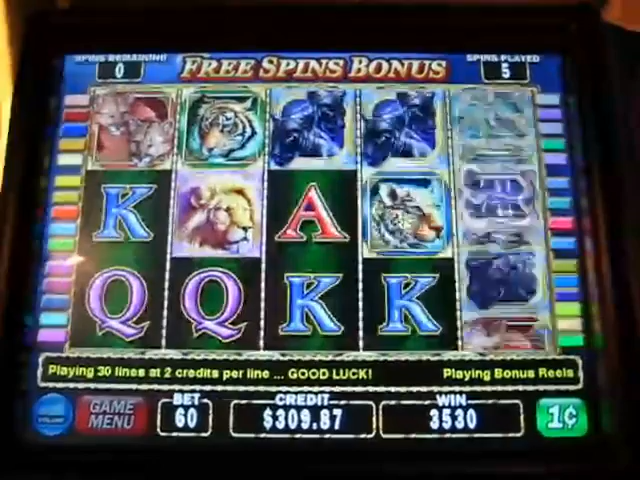 SPINS REMAINING
0
FREE SPINS BONUS
SPINS PLAYED
5
K A
Q Q K K
Playing 30 lines at 2 credits per line ... GOOD LUCK!
Playing Bonus Reels
GAME MENU
BET
60
CREDIT
$309.87
WIN
3530
1¢